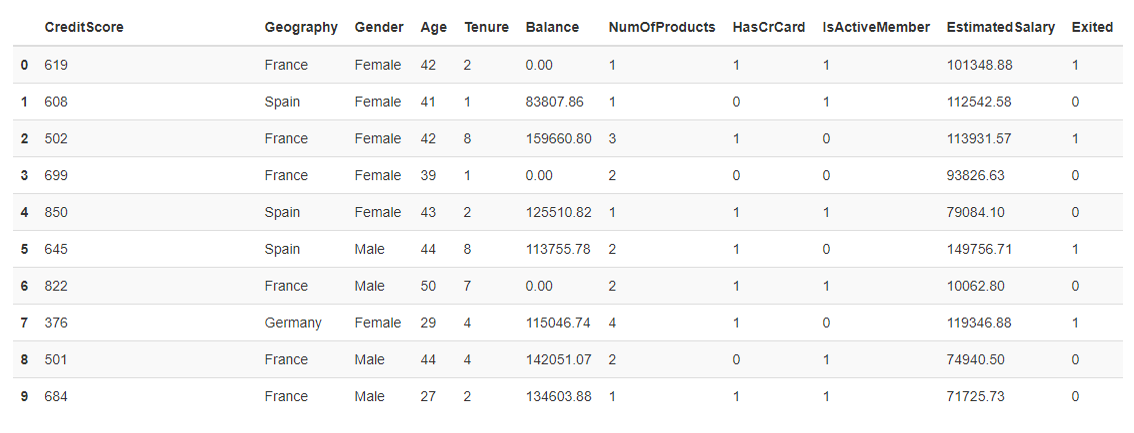 CreditScore Geography Gender Age Tenure Balance NumOfProducts HasCrCard IsActiveMember EstimatedSalary Exited
0 619 France Female 42 2 0.00 1 1 1 101348.88 1
1 608 Spain Female 41 1 83807.86 1 0 1 112542.58 0
2 502 France Female 42 8 159660.80 3 1 0 113931.57 1
3 699 France Female 39 1 0.00 2 0 0 93826.63 0
4 850 Spain Female 43 2 125510.82 1 1 1 79084.10 0
5 645 Spain Male 44 8 113755.78 2 1 0 149756.71 1
6 822 France Male 50 7 0.00 2 1 1 10062.80 0
7 376 Germany Female 29 4 115046.74 4 1 0 119346.88 1
8 501 France Male 44 4 142051.07 2 0 1 74940.50 0
9 684 France Male 27 2 134603.88 1 1 1 71725.73 0